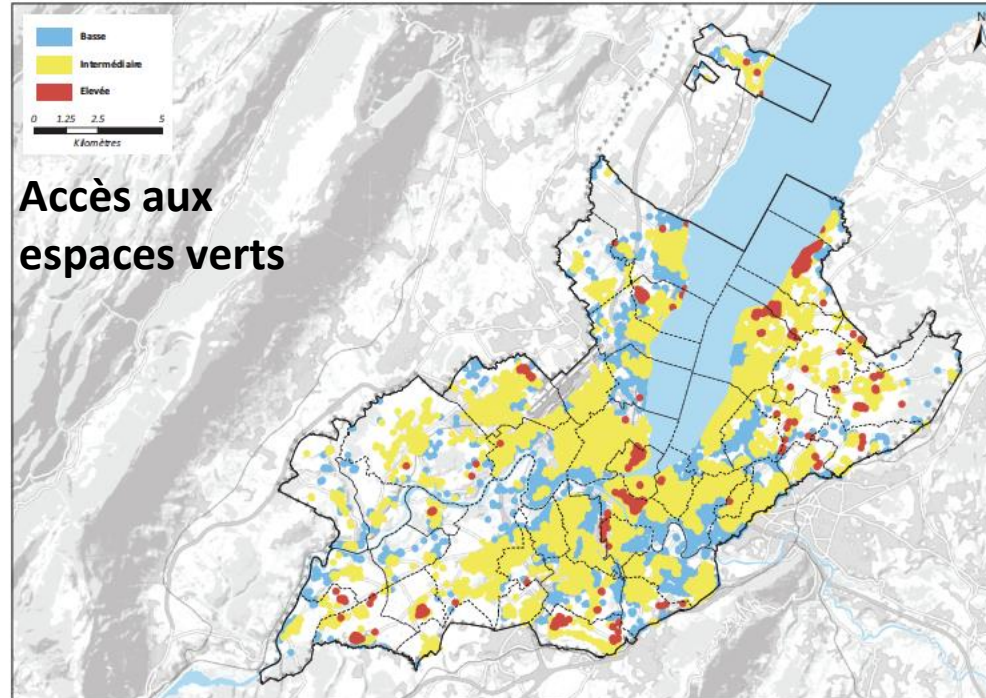 Basse
Intermédiaire
Elevée
0 1.25 2.5 5
Kilomètres
N
Accès aux
espaces verts